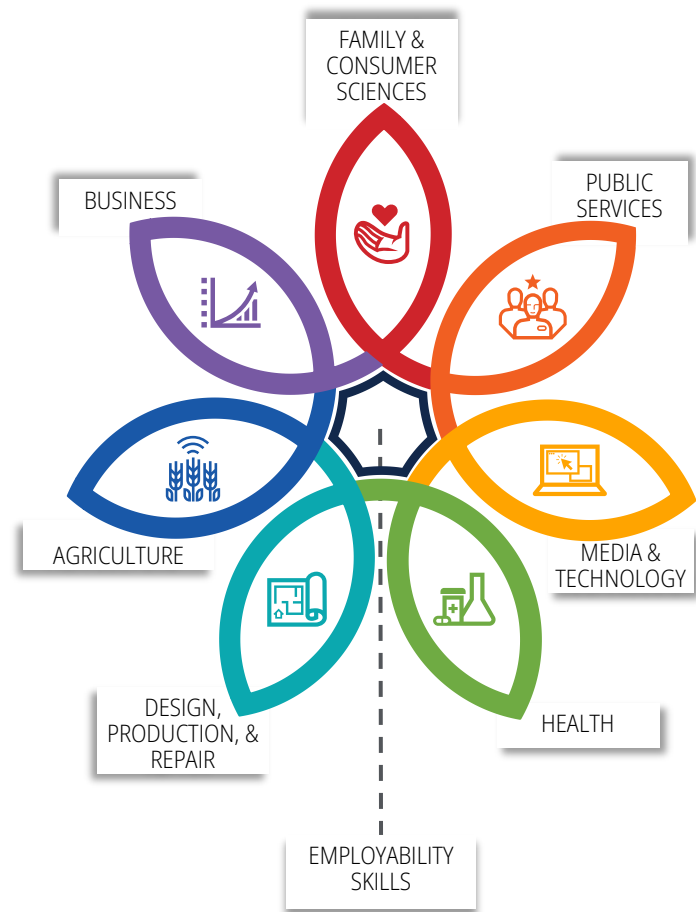 FAMILY &
CONSUMER
SCIENCES
BUSINESS
PUBLIC
SERVICES
AGRICULTURE
MEDIA &
TECHNOLOGY
DESIGN,
PRODUCTION, &
REPAIR
HEALTH
EMPLOYABILITY
SKILLS